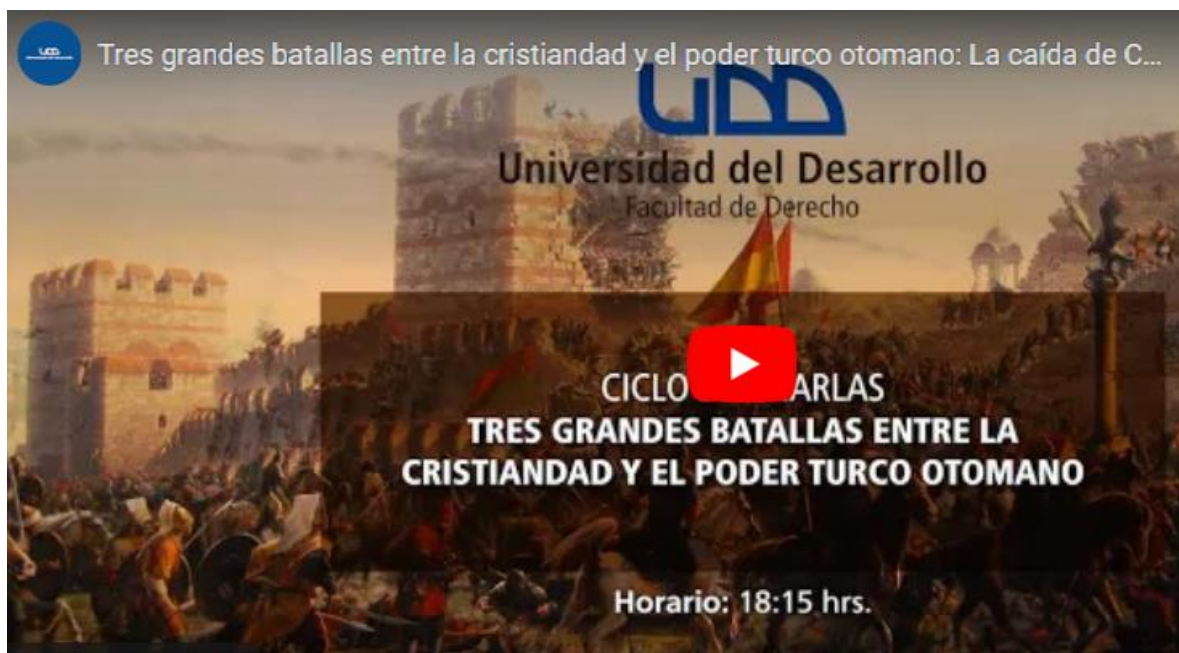 Tres grandes batallas entre la cristiandad y el poder turco otomano: La caída de C...
UDD
Universidad del Desarrollo
Facultad de Derecho
CICLO ARLAS
TRES GRANDES BATALLAS ENTRE LA
CRISTIANDAD Y EL PODER TURCO OTOMANO
Horario: 18:15 hrs.